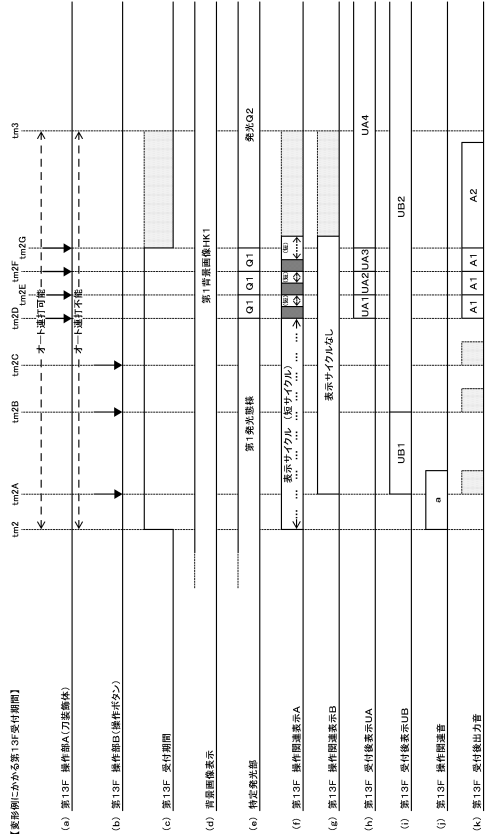 【変形例にかかる第13F受付期間】
tm2 tm2A tm2B tm2C tm2D tm2E tm2F tm2G tm3
オート連打可能
(a) 第13F 操作部A(刀装飾体)
オート連打不能
(b) 第13F 操作部B(操作ボタン)
(c) 第13F 受付期間
(d) 背景画像表示 第1背景画像HK1
(e) 特定発光部 第1発光態様 Q1 Q1 Q1 発光Q2
(f) 第13F 操作関連表示A 表示サイクル(短サイクル) (短) (短) (短)
(g) 第13F 操作関連表示B 表示サイクルなし
(h) 第13F 受付後表示UA UA1 UA2 UA3 UA4
(i) 第13F 受付後表示UB UB1 UB2
(j) 第13F 操作関連音 a
(k) 第13F 受付後出力音 A1 A1 A1 A2